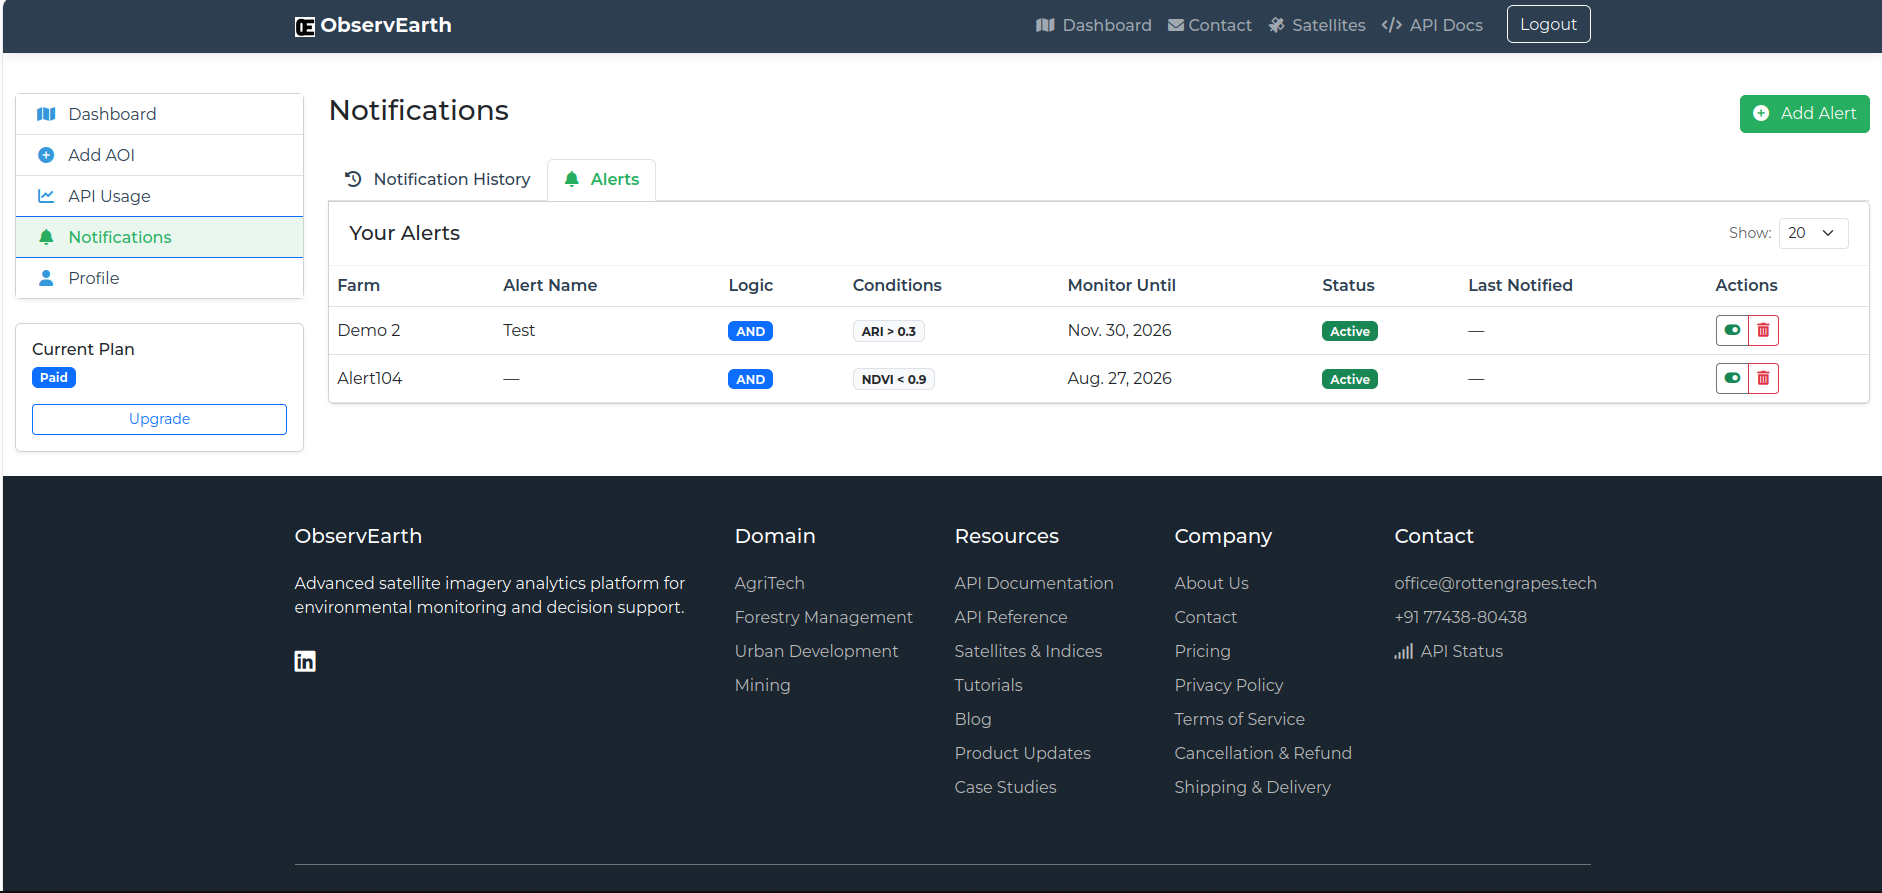 ObservEarth
Dashboard Contact Satellites API Docs Logout
Dashboard
Add AOI
API Usage
Notifications
Profile
Current Plan
Paid
Upgrade
Notifications
Add Alert
Notification History Alerts
Your Alerts
Show: 20
Farm Alert Name Logic Conditions Monitor Until Status Last Notified Actions
Demo 2 Test AND ARI > 0.3 Nov. 30, 2026 Active —
Alert104 — AND NDVI < 0.9 Aug. 27, 2026 Active —
ObservEarth
Advanced satellite imagery analytics platform for
environmental monitoring and decision support.
in
Domain
AgriTech
Forestry Management
Urban Development
Mining
Resources
API Documentation
API Reference
Satellites & Indices
Tutorials
Blog
Product Updates
Case Studies
Company
About Us
Contact
Pricing
Privacy Policy
Terms of Service
Cancellation & Refund
Shipping & Delivery
Contact
office@rottengrapes.tech
+91 77438-80438
API Status